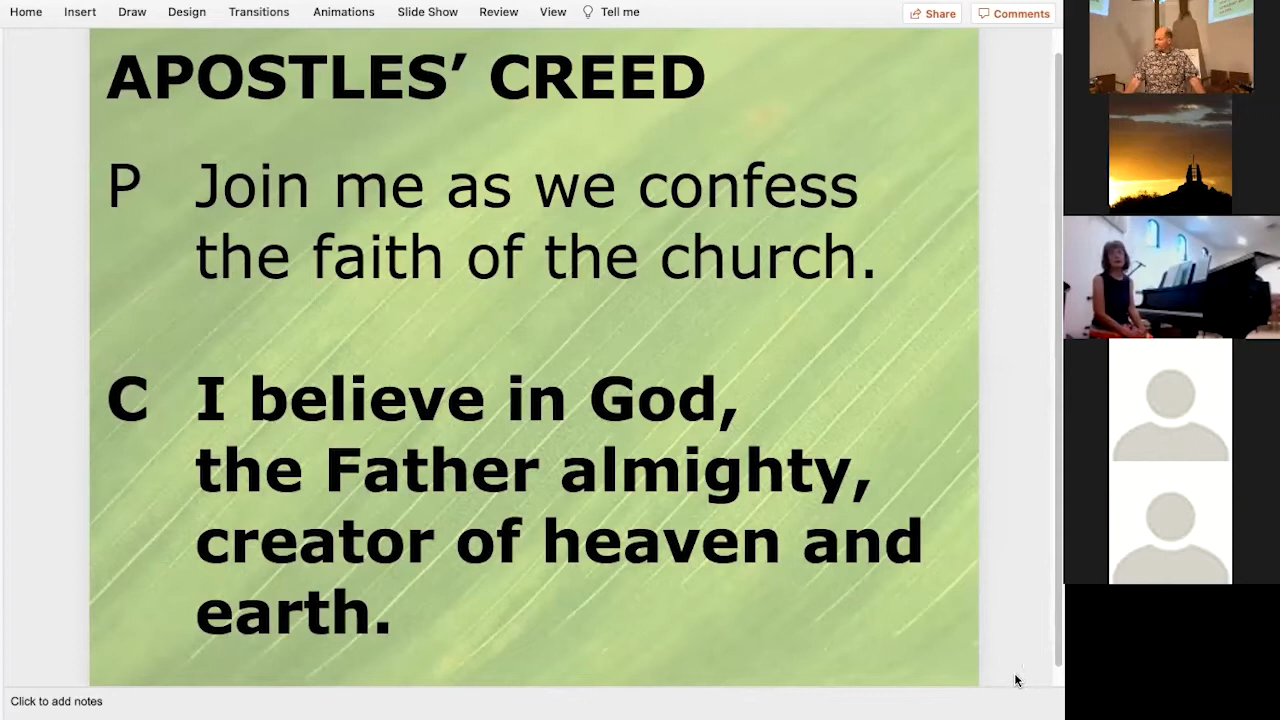 Home Insert Draw Design Transitions Animations Slide Show Review View Tell me Share Comments
APOSTLES’ CREED
P Join me as we confess
the faith of the church.
C I believe in God,
the Father almighty,
creator of heaven and
earth.
Click to add notes